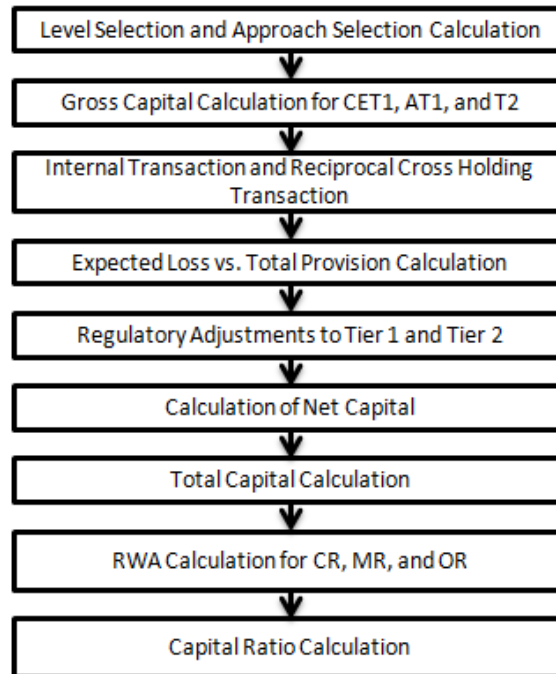 Level Selection and Approach Selection Calculation
Gross Capital Calculation for CET1, AT1, and T2
Internal Transaction and Reciprocal Cross Holding
Transaction
Expected Loss vs. Total Provision Calculation
Regulatory Adjustments to Tier 1 and Tier 2
Calculation of Net Capital
Total Capital Calculation
RWA Calculation for CR, MR, and OR
Capital Ratio Calculation